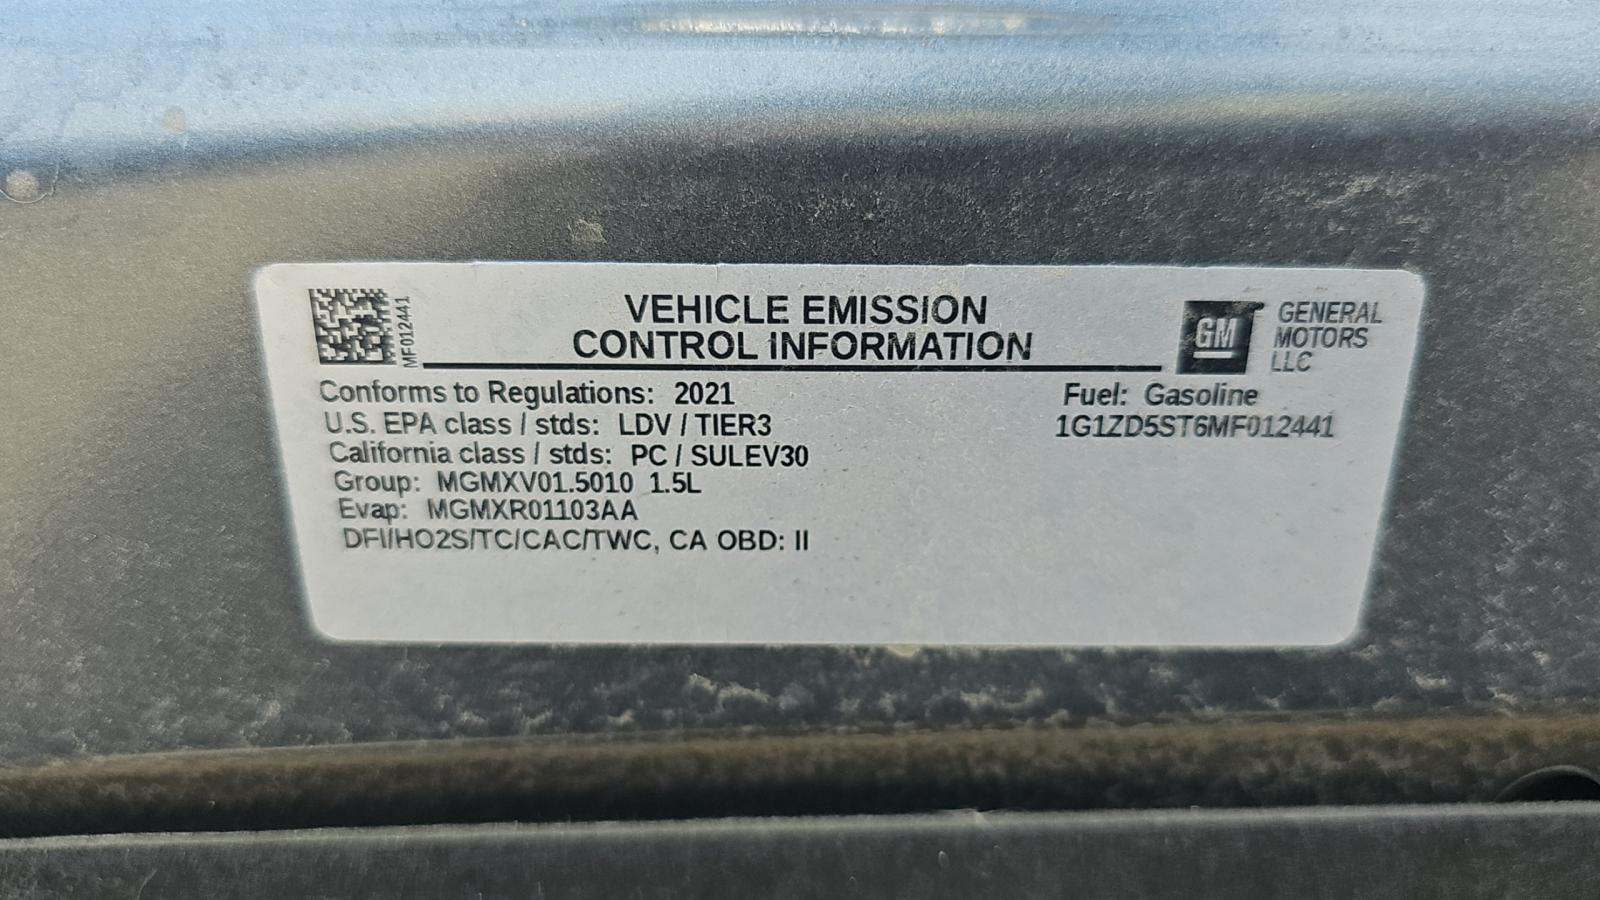 MF012441
VEHICLE EMISSION
CONTROL INFORMATION
GM
GENERAL
MOTORS
LLC
Conforms to Regulations: 2021
Fuel: Gasoline
U.S. EPA class / stds: LDV / TIER3
1G1ZD5ST6MF012441
California class / stds: PC / SULEV30
Group: MGMXV01.5010 1.5L
Evap: MGMXR01103AA
DFI/HO2S/TC/CAC/TWC, CA OBD: II